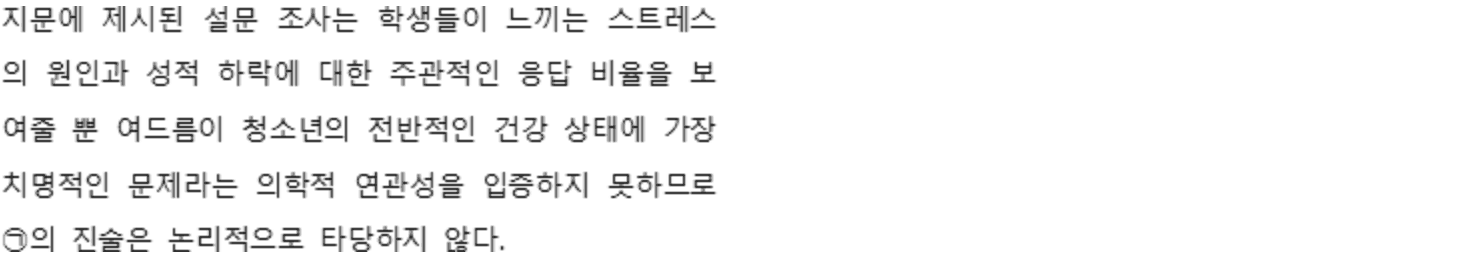 지문에 제시된 설문 조사는 학생들이 느끼는 스트레스
의 원인과 성적 하락에 대한 주관적인 응답 비율을 보
여줄 뿐 여드름이 청소년의 전반적인 건강 상태에 가장
치명적인 문제라는 의학적 연관성을 입증하지 못하므로
㉠의 진술은 논리적으로 타당하지 않다.